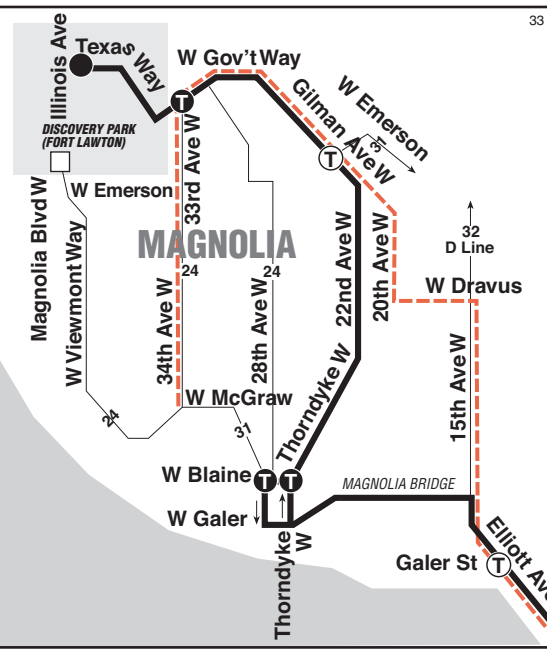 33
Illinois Ave
Texas Way
W Gov't Way
T
Gilman Ave W
W Emerson
31
T
DISCOVERY PARK
(FORT LAWTON)
W Emerson
33rd Ave W
MAGNOLIA
Magnolia Blvd W
W Viewmont Way
34th Ave W
24
28th Ave W
24
22nd Ave W
20th Ave W
32
D Line
W Dravus
15th Ave W
W McGraw
24
31
Thorndyke W
W Blaine
T
T
MAGNOLIA BRIDGE
W Galer
Thorndyke
W
Galer St
T
Elliott Ave